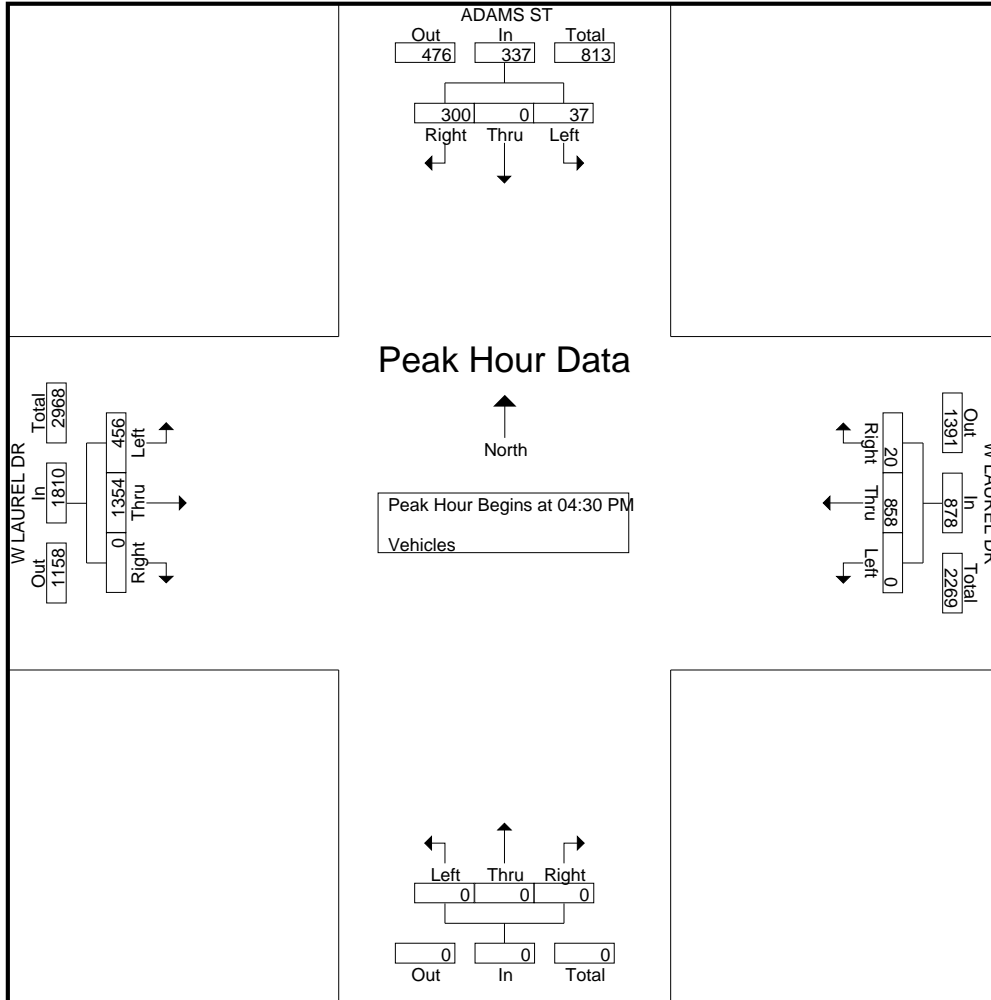 ADAMS ST
Out In Total
476 337 813
300 0 37
Right Thru Left
Peak Hour Data
North
Peak Hour Begins at 04:30 PM
Vehicles
W LAUREL DR
Total In Out
2968 1810 1158
456 1354 0
Left Thru Right
W LAUREL DR
Out In Total
1391 878 2269
20 858 0
Right Thru Left
Left Thru Right
0 0 0
0 0 0
Out In Total